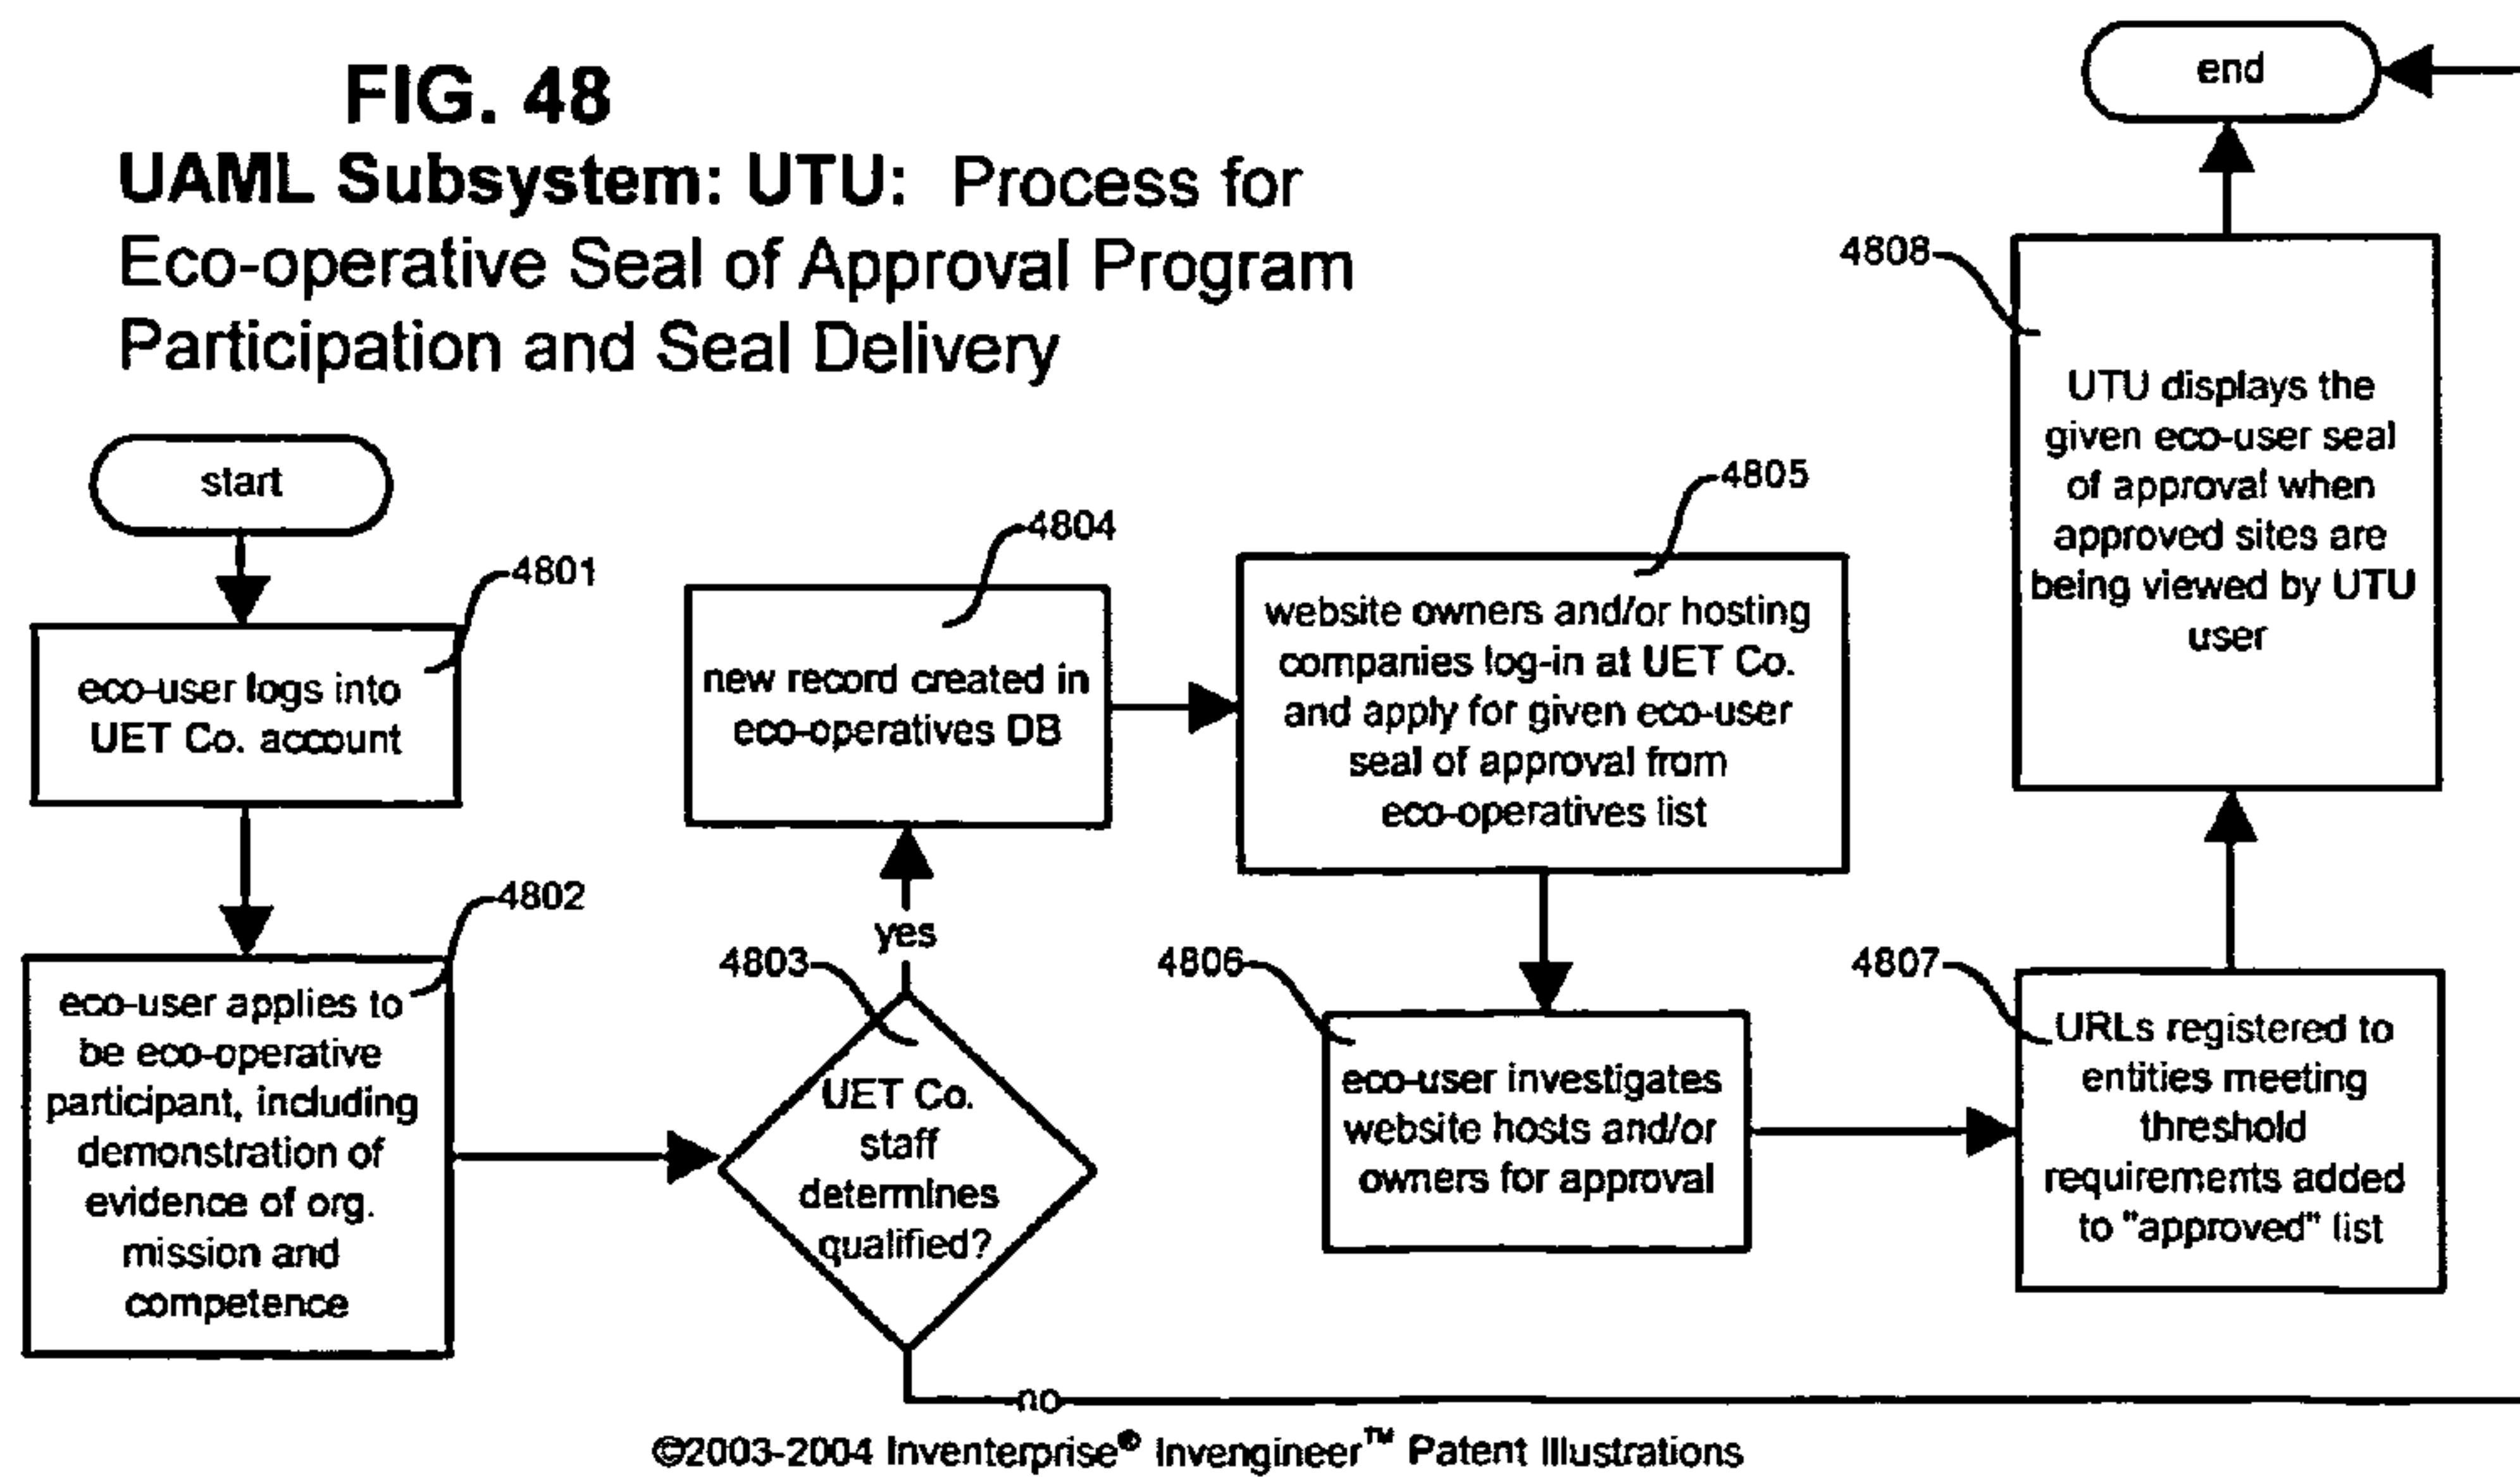 FIG. 48
UAML Subsystem: UTU: Process for
Eco-operative Seal of Approval Program
Participation and Seal Delivery
start
4801
eco-user logs into
UET Co. account
4802
eco-user applies to
be eco-operative
participant, including
demonstration of
evidence of org.
mission and
competence
4803
UET Co.
staff
determines
qualified?
yes
no
4804
new record created in
eco-operatives DB
4805
website owners and/or hosting
companies log-in at UET Co.
and apply for given eco-user
seal of approval from
eco-operatives list
4806
eco-user investigates
website hosts and/or
owners for approval
4807
URLs registered to
entities meeting
threshold
requirements added
to "approved" list
4808
UTU displays the
given eco-user seal
of approval when
approved sites are
being viewed by UTU
user
end
©2003-2004 Inventerprise® Invengineer™ Patent Illustrations